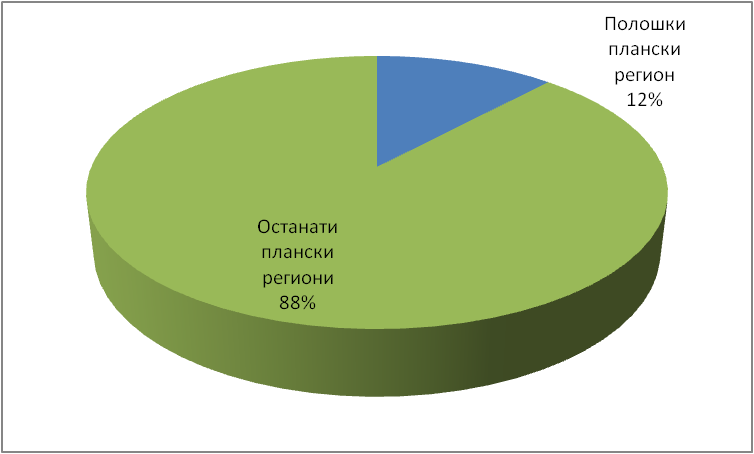 Полошки
плански
регион
12%
Останати
плански
региони
88%